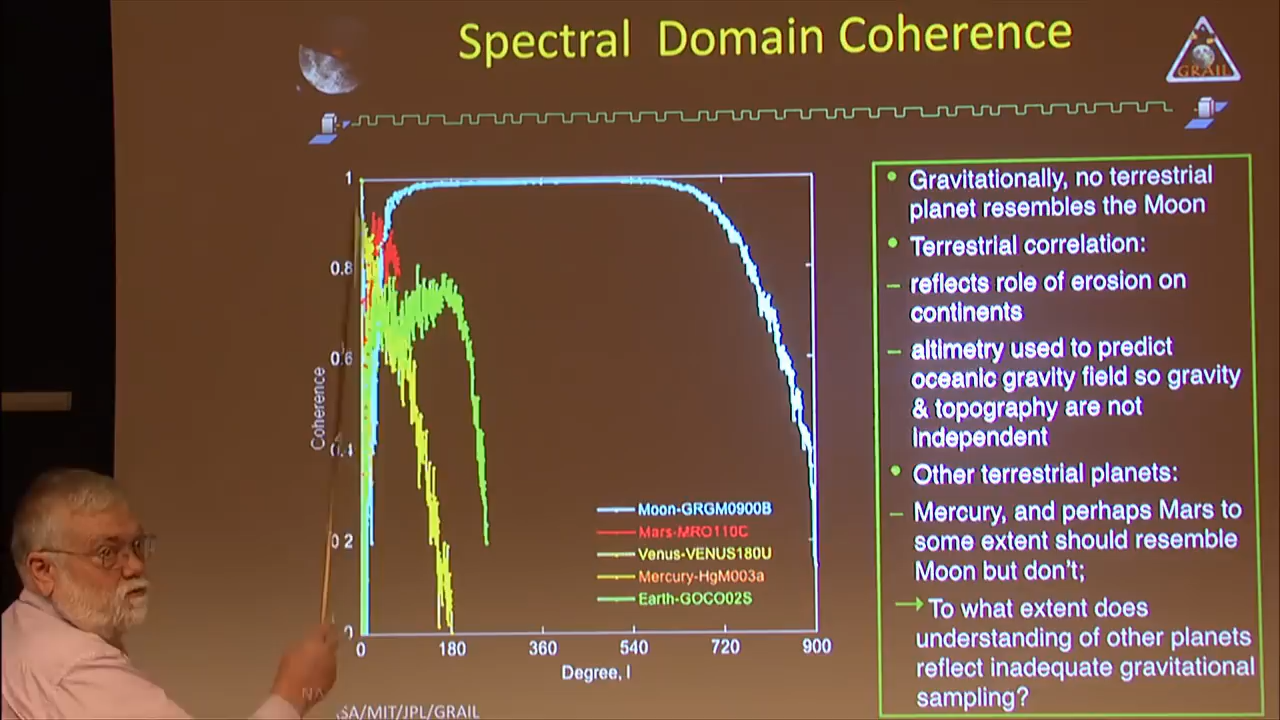 Spectral Domain Coherence
GRAIL
1
0.8
0.6
0.4
0.2
0
Coherence
0 180 360 540 720 900
Degree, l
Moon-GRGM0900B
Mars-MRO110C
Venus-VENUS180U
Mercury-HgM003a
Earth-GOCO02S
• Gravitationally, no terrestrial
planet resembles the Moon
• Terrestrial correlation:
– reflects role of erosion on
continents
– altimetry used to predict
oceanic gravity field so gravity
& topography are not
independent
• Other terrestrial planets:
– Mercury, and perhaps Mars to
some extent should resemble
Moon but don't;
→ To what extent does
understanding of other planets
reflect inadequate gravitational
sampling?
NASA/MIT/JPL/GRAIL